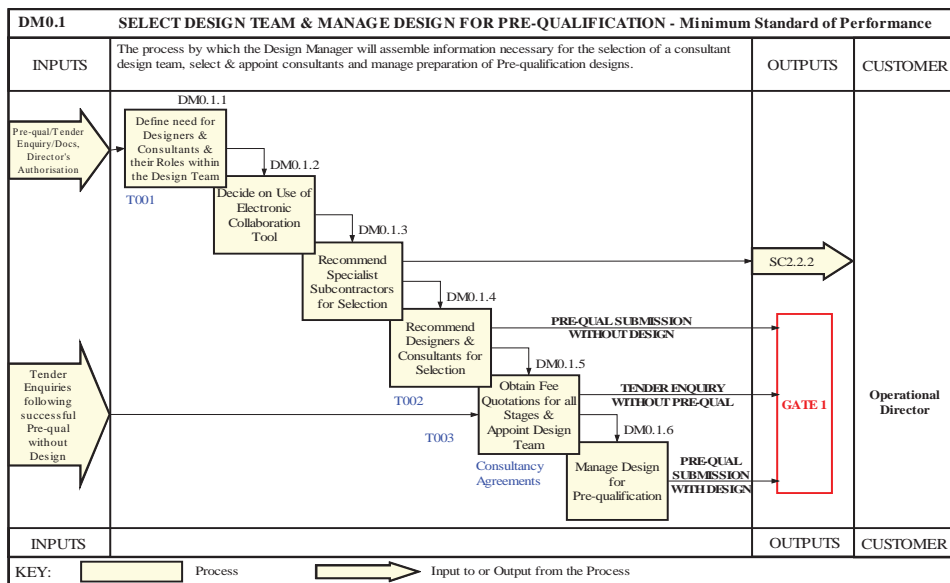 DM0.1
SELECT DESIGN TEAM & MANAGE DESIGN FOR PRE-QUALIFICATION - Minimum Standard of Performance
INPUTS
The process by which the Design Manager will assemble information necessary for the selection of a consultant
design team, select & appoint consultants and manage preparation of Pre-qualification designs.
OUTPUTS
CUSTOMER
Pre-qual/Tender
Enquiry/Docs,
Director's
Authorisation
DM0.1.1
Define need for
Designers &
Consultants &
their Roles within
the Design Team
T001
DM0.1.2
Decide on Use of
Electronic
Collaboration
Tool
DM0.1.3
Recommend
Specialist
Subcontractors
for Selection
SC2.2.2
DM0.1.4
Recommend
Designers &
Consultants for
Selection
T002
PRE-QUAL SUBMISSION
WITHOUT DESIGN
Tender
Enquiries
following
successful
Pre-qual
without
Design
DM0.1.5
Obtain Fee
Quotations for all
Stages &
Appoint Design
Team
T003
Consultancy
Agreements
TENDER ENQUIRY
WITHOUT PRE-QUAL
DM0.1.6
Manage Design
for
Pre-qualification
PRE-QUAL
SUBMISSION
WITH DESIGN
GATE 1
Operational
Director
INPUTS
OUTPUTS
CUSTOMER
KEY:
Process
Input to or Output from the Process